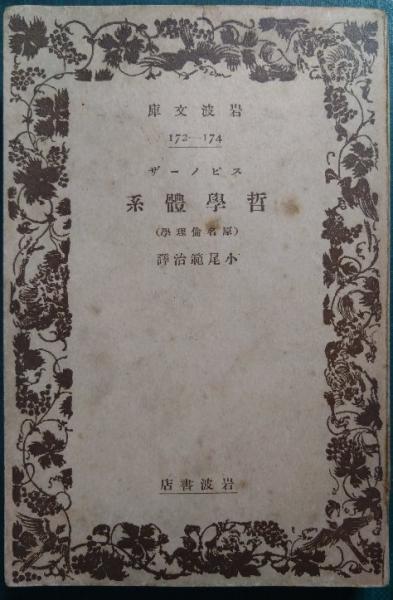 岩波文庫
172—174
スピノーザ
哲學體系
(原名倫理學)
小尾範治譯
岩波書店